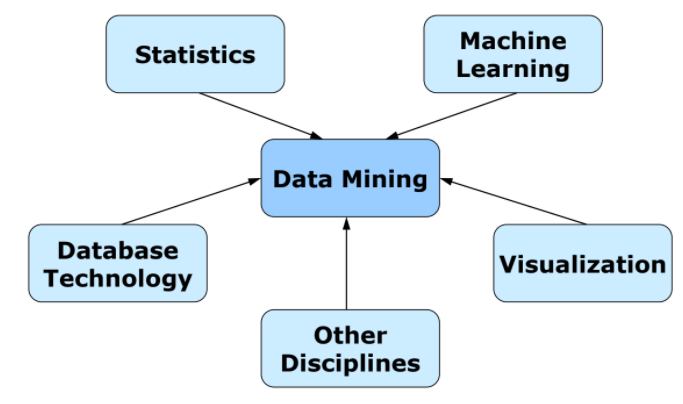 Statistics
Machine
Learning
Data Mining
Database
Technology
Visualization
Other
Disciplines